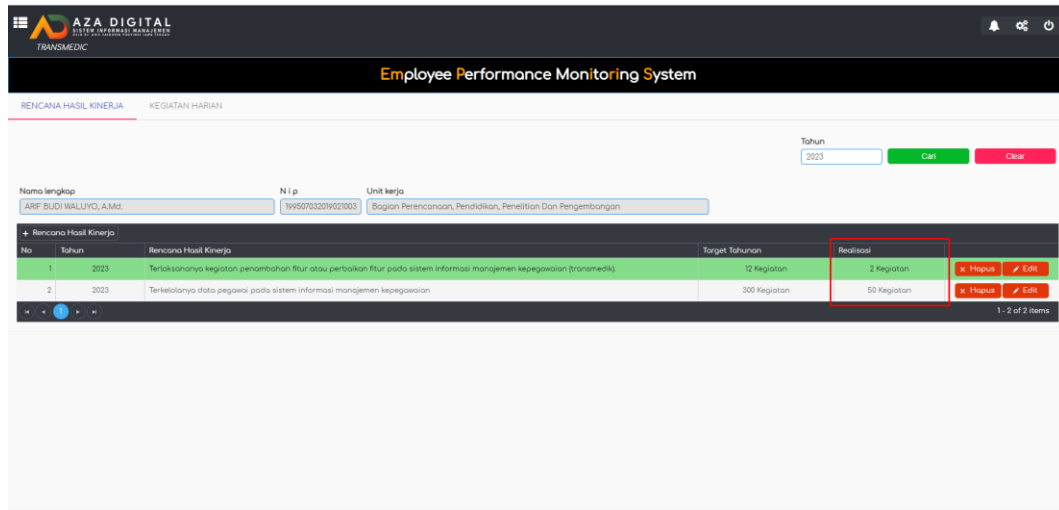 AZA DIGITAL
SISTEM INFORMASI MANAJEMEN
TRANSMEDIC
Employee Performance Monitoring System
RENCANA HASIL KINERJA KEGIATAN HARIAN
Tahun
2023 Cari Clear
Nama lengkap N i p Unit kerja
ARIF BUDI WALUYO, A.Md. 199507032019021003 Bagian Perencanaan, Pendidikan, Penelitian Dan Pengembangan
+ Rencana Hasil Kinerja
No Tahun Rencana Hasil Kinerja Target Tahunan Realisasi
1 2023 Terlaksananya kegiatan penambahan fitur atau perbaikan fitur pada sistem informasi manajemen kepegawaian (transmedik). 12 Kegiatan 2 Kegiatan × Hapus Edit
2 2023 Terkelolanya data pegawai pada sistem informasi manajemen kepegawaian 300 Kegiatan 50 Kegiatan × Hapus Edit
1 1 - 2 of 2 items